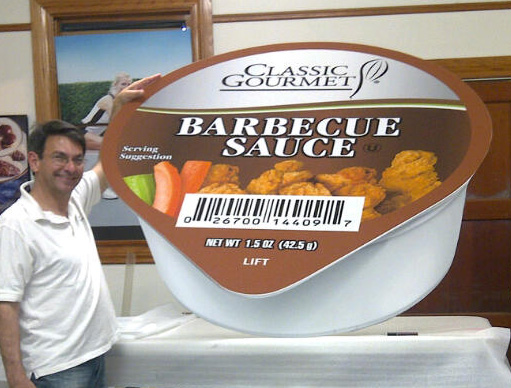 CLASSIC
GOURMET
BARBECUE
SAUCE
Serving
Suggestion
0 26700 14409 7
NET WT 1.5 OZ (42.5 g)
LIFT